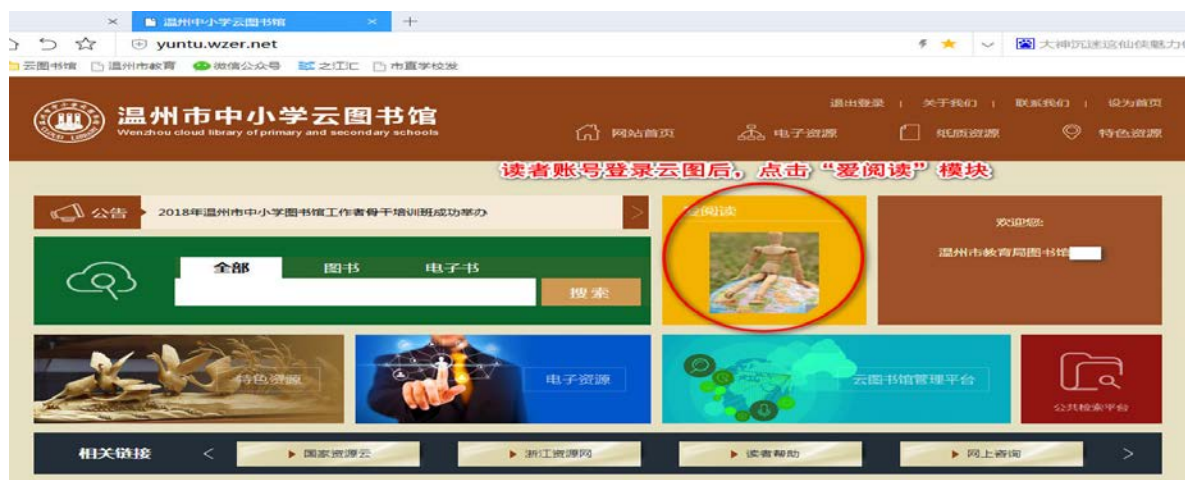 温州中小学云图书馆
yuntu.wzer.net
大神沉迷这仙侠魅力
云图书馆 温州市教育 微信公众号 之江汇 市直学校发
温州市中小学云图书馆
Wenzhou cloud library of primary and secondary schools
退出登录 | 关于我们 | 联系我们 | 设为首页
网站首页 电子资源 纸质资源 特色资源
读者账号登录云图后，点击“爱阅读”模块
公告 2018年温州市中小学图书馆工作者骨干培训班成功举办 >
爱阅读
欢迎您:
温州市教育局图书馆
全部 图书 电子书
搜索
特色资源
电子资源
云图书馆管理平台
公共检索平台
相关链接 < 国家资源云 浙江资源网 读者帮助 网上咨询 >